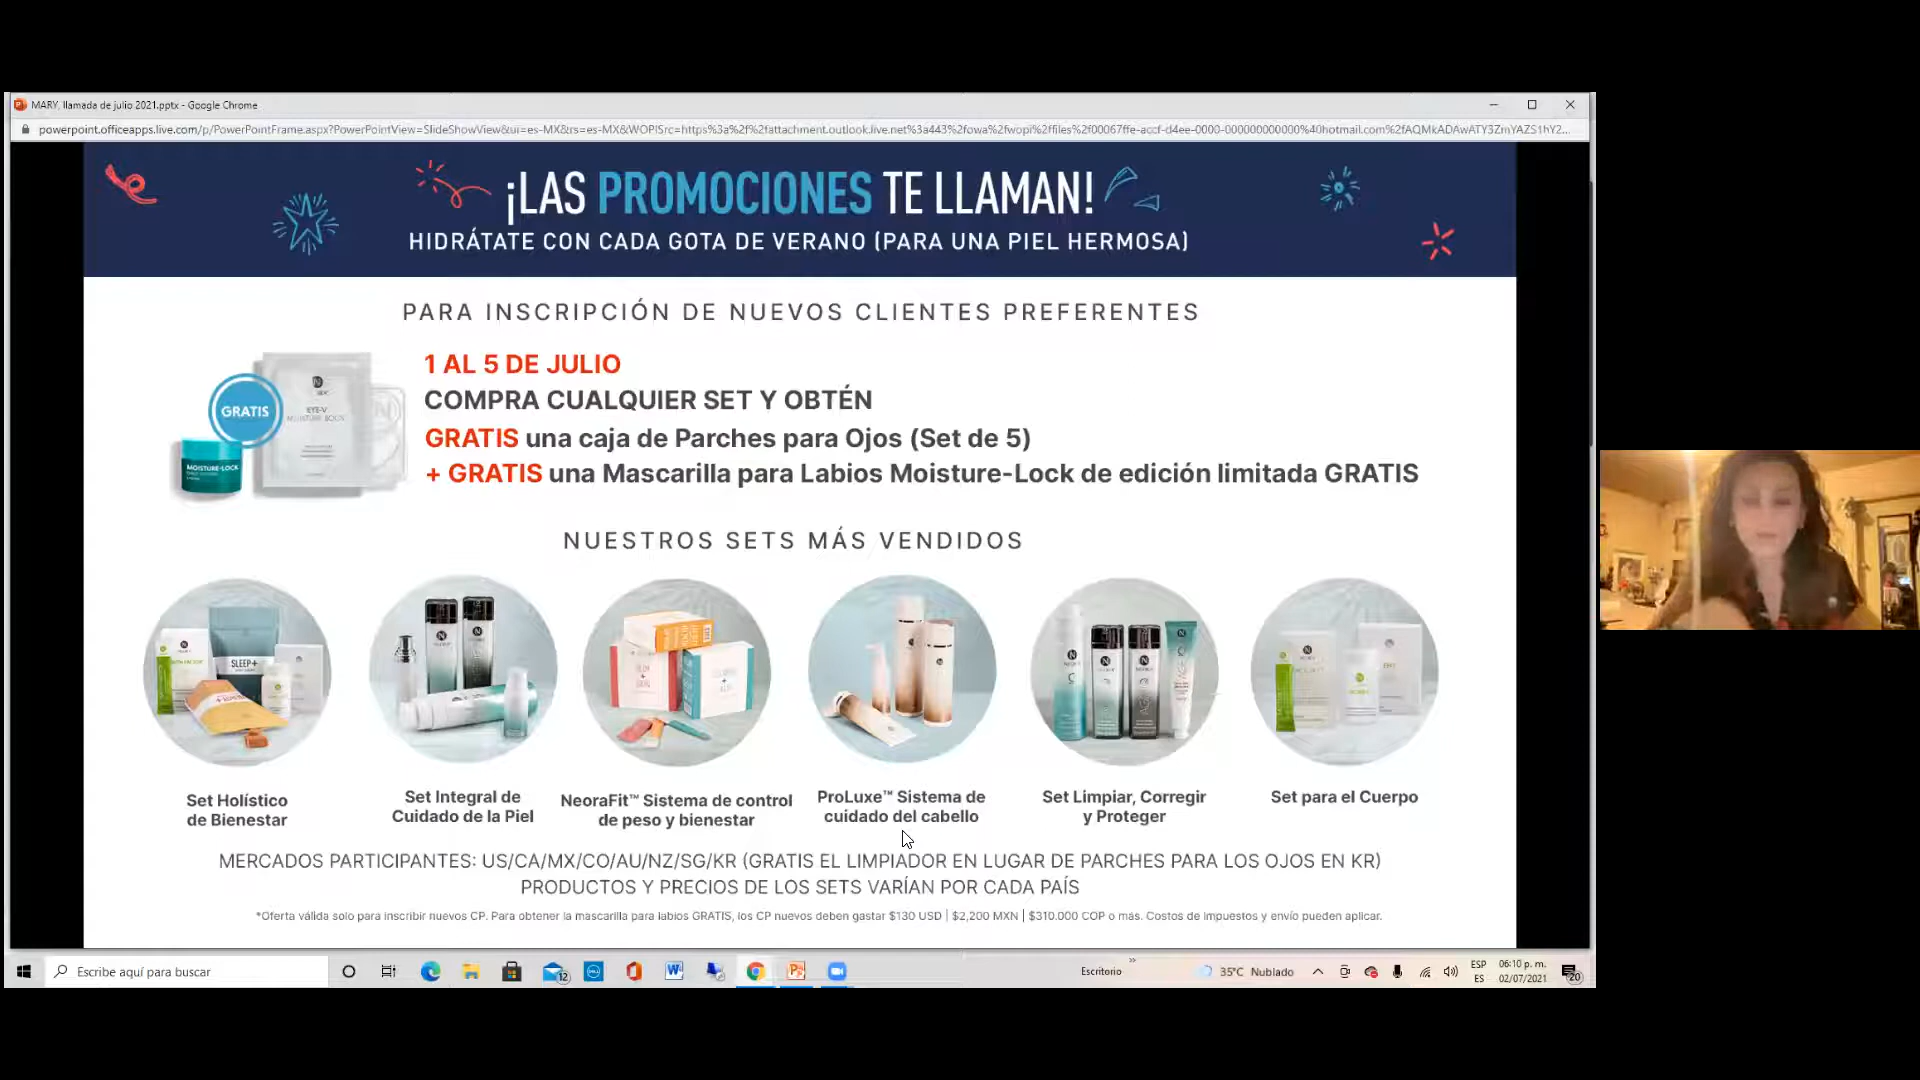 MARY, llamada de julio 2021.pptx - Google Chrome
¡LAS PROMOCIONES TE LLAMAN!
HIDRÁTATE CON CADA GOTA DE VERANO (PARA UNA PIEL HERMOSA)
PARA INSCRIPCIÓN DE NUEVOS CLIENTES PREFERENTES
GRATIS
EYE-V
MOISTURE BOOST
MOISTURE-LOCK
1 AL 5 DE JULIO
COMPRA CUALQUIER SET Y OBTÉN
GRATIS una caja de Parches para Ojos (Set de 5)
+ GRATIS una Mascarilla para Labios Moisture-Lock de edición limitada GRATIS
NUESTROS SETS MÁS VENDIDOS
SLEEP+
Set Holístico
de Bienestar
Set Integral de
Cuidado de la Piel
NeoraFit™ Sistema de control
de peso y bienestar
ProLuxe™ Sistema de
cuidado del cabello
Set Limpiar, Corregir
y Proteger
Set para el Cuerpo
MERCADOS PARTICIPANTES: US/CA/MX/CO/AU/NZ/SG/KR (GRATIS EL LIMPIADOR EN LUGAR DE PARCHES PARA LOS OJOS EN KR)
PRODUCTOS Y PRECIOS DE LOS SETS VARÍAN POR CADA PAÍS
*Oferta válida solo para inscribir nuevos CP. Para obtener la mascarilla para labios GRATIS, los CP nuevos deben gastar $130 USD | $2,200 MXN | $310.000 COP o más. Costos de impuestos y envío pueden aplicar.
Escribe aquí para buscar
12
Escritorio
35°C Nublado
ESP
ES
06:10 p. m.
02/07/2021
20